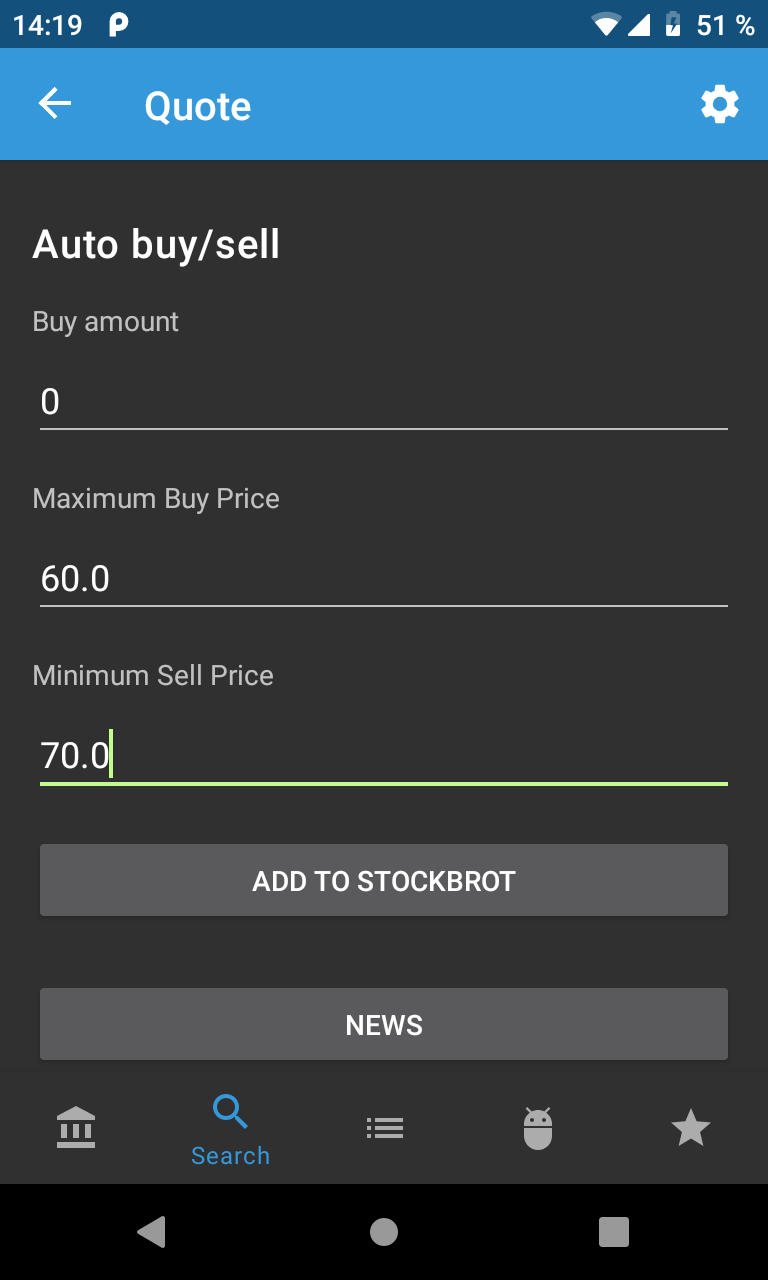 14:19
51 %
Quote
Auto buy/sell
Buy amount
0
Maximum Buy Price
60.0
Minimum Sell Price
70.0
ADD TO STOCKBROT
NEWS
Search